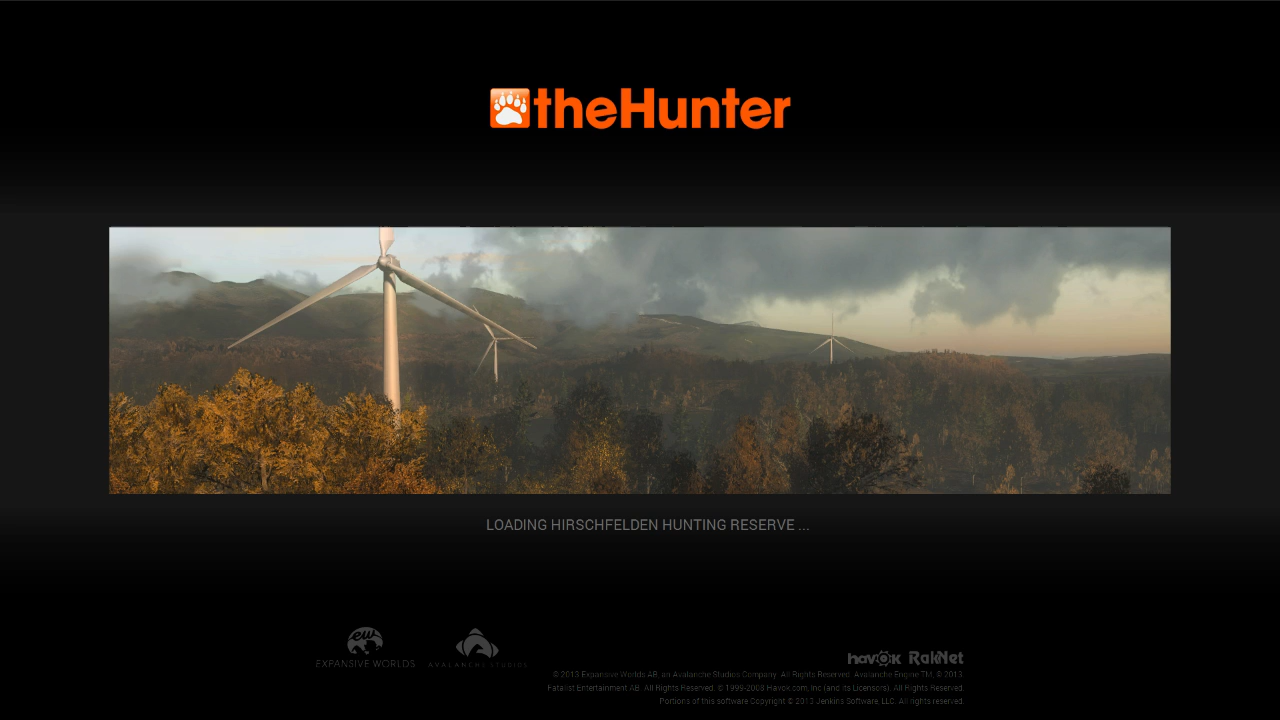 theHunter
LOADING HIRSCHFELDEN HUNTING RESERVE ...
ew
EXPANSIVE WORLDS
AVALANCHE STUDIOS
havok RakNet
© 2013 Expansive Worlds AB, an Avalanche Studios Company. All Rights Reserved. Avalanche Engine TM, © 2013.
Fatalist Entertainment AB. All Rights Reserved. © 1999-2008 Havok.com, Inc (and its Licensors). All Rights Reserved.
Portions of this software Copyright © 2013 Jenkins Software, LLC. All rights reserved.